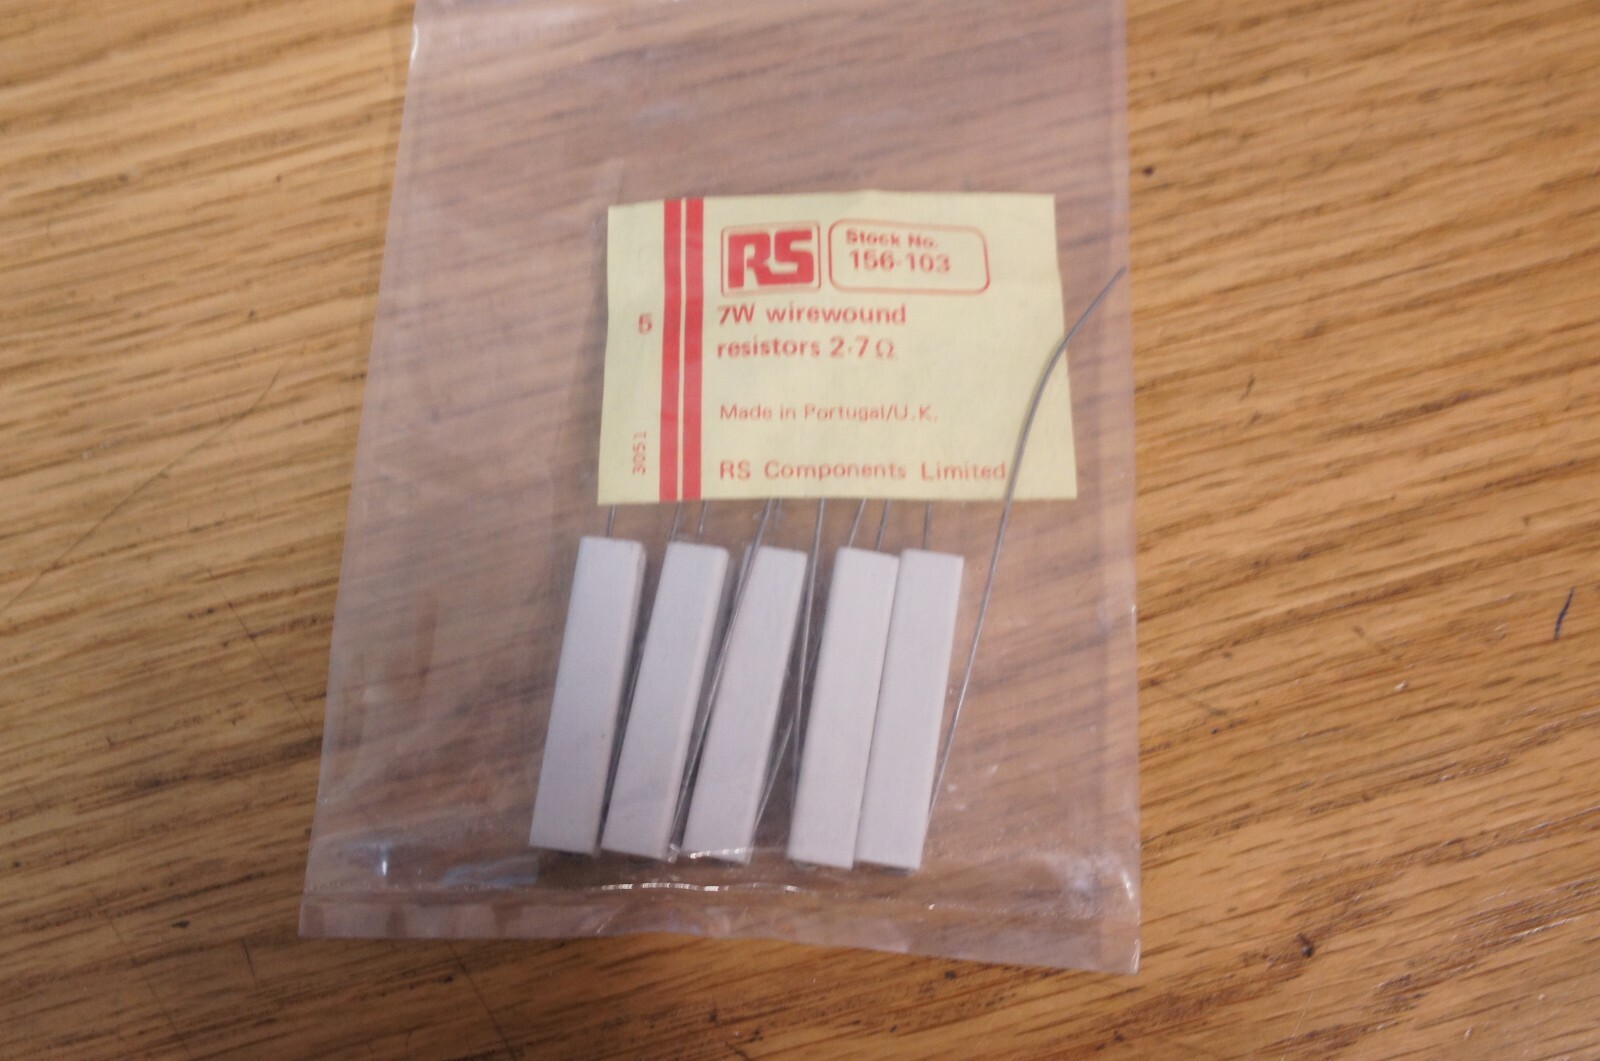 RS
Stock No.
156-103
7W wirewound
resistors 2·7 Ω
5
Made in Portugal/U.K.
3051
RS Components Limited